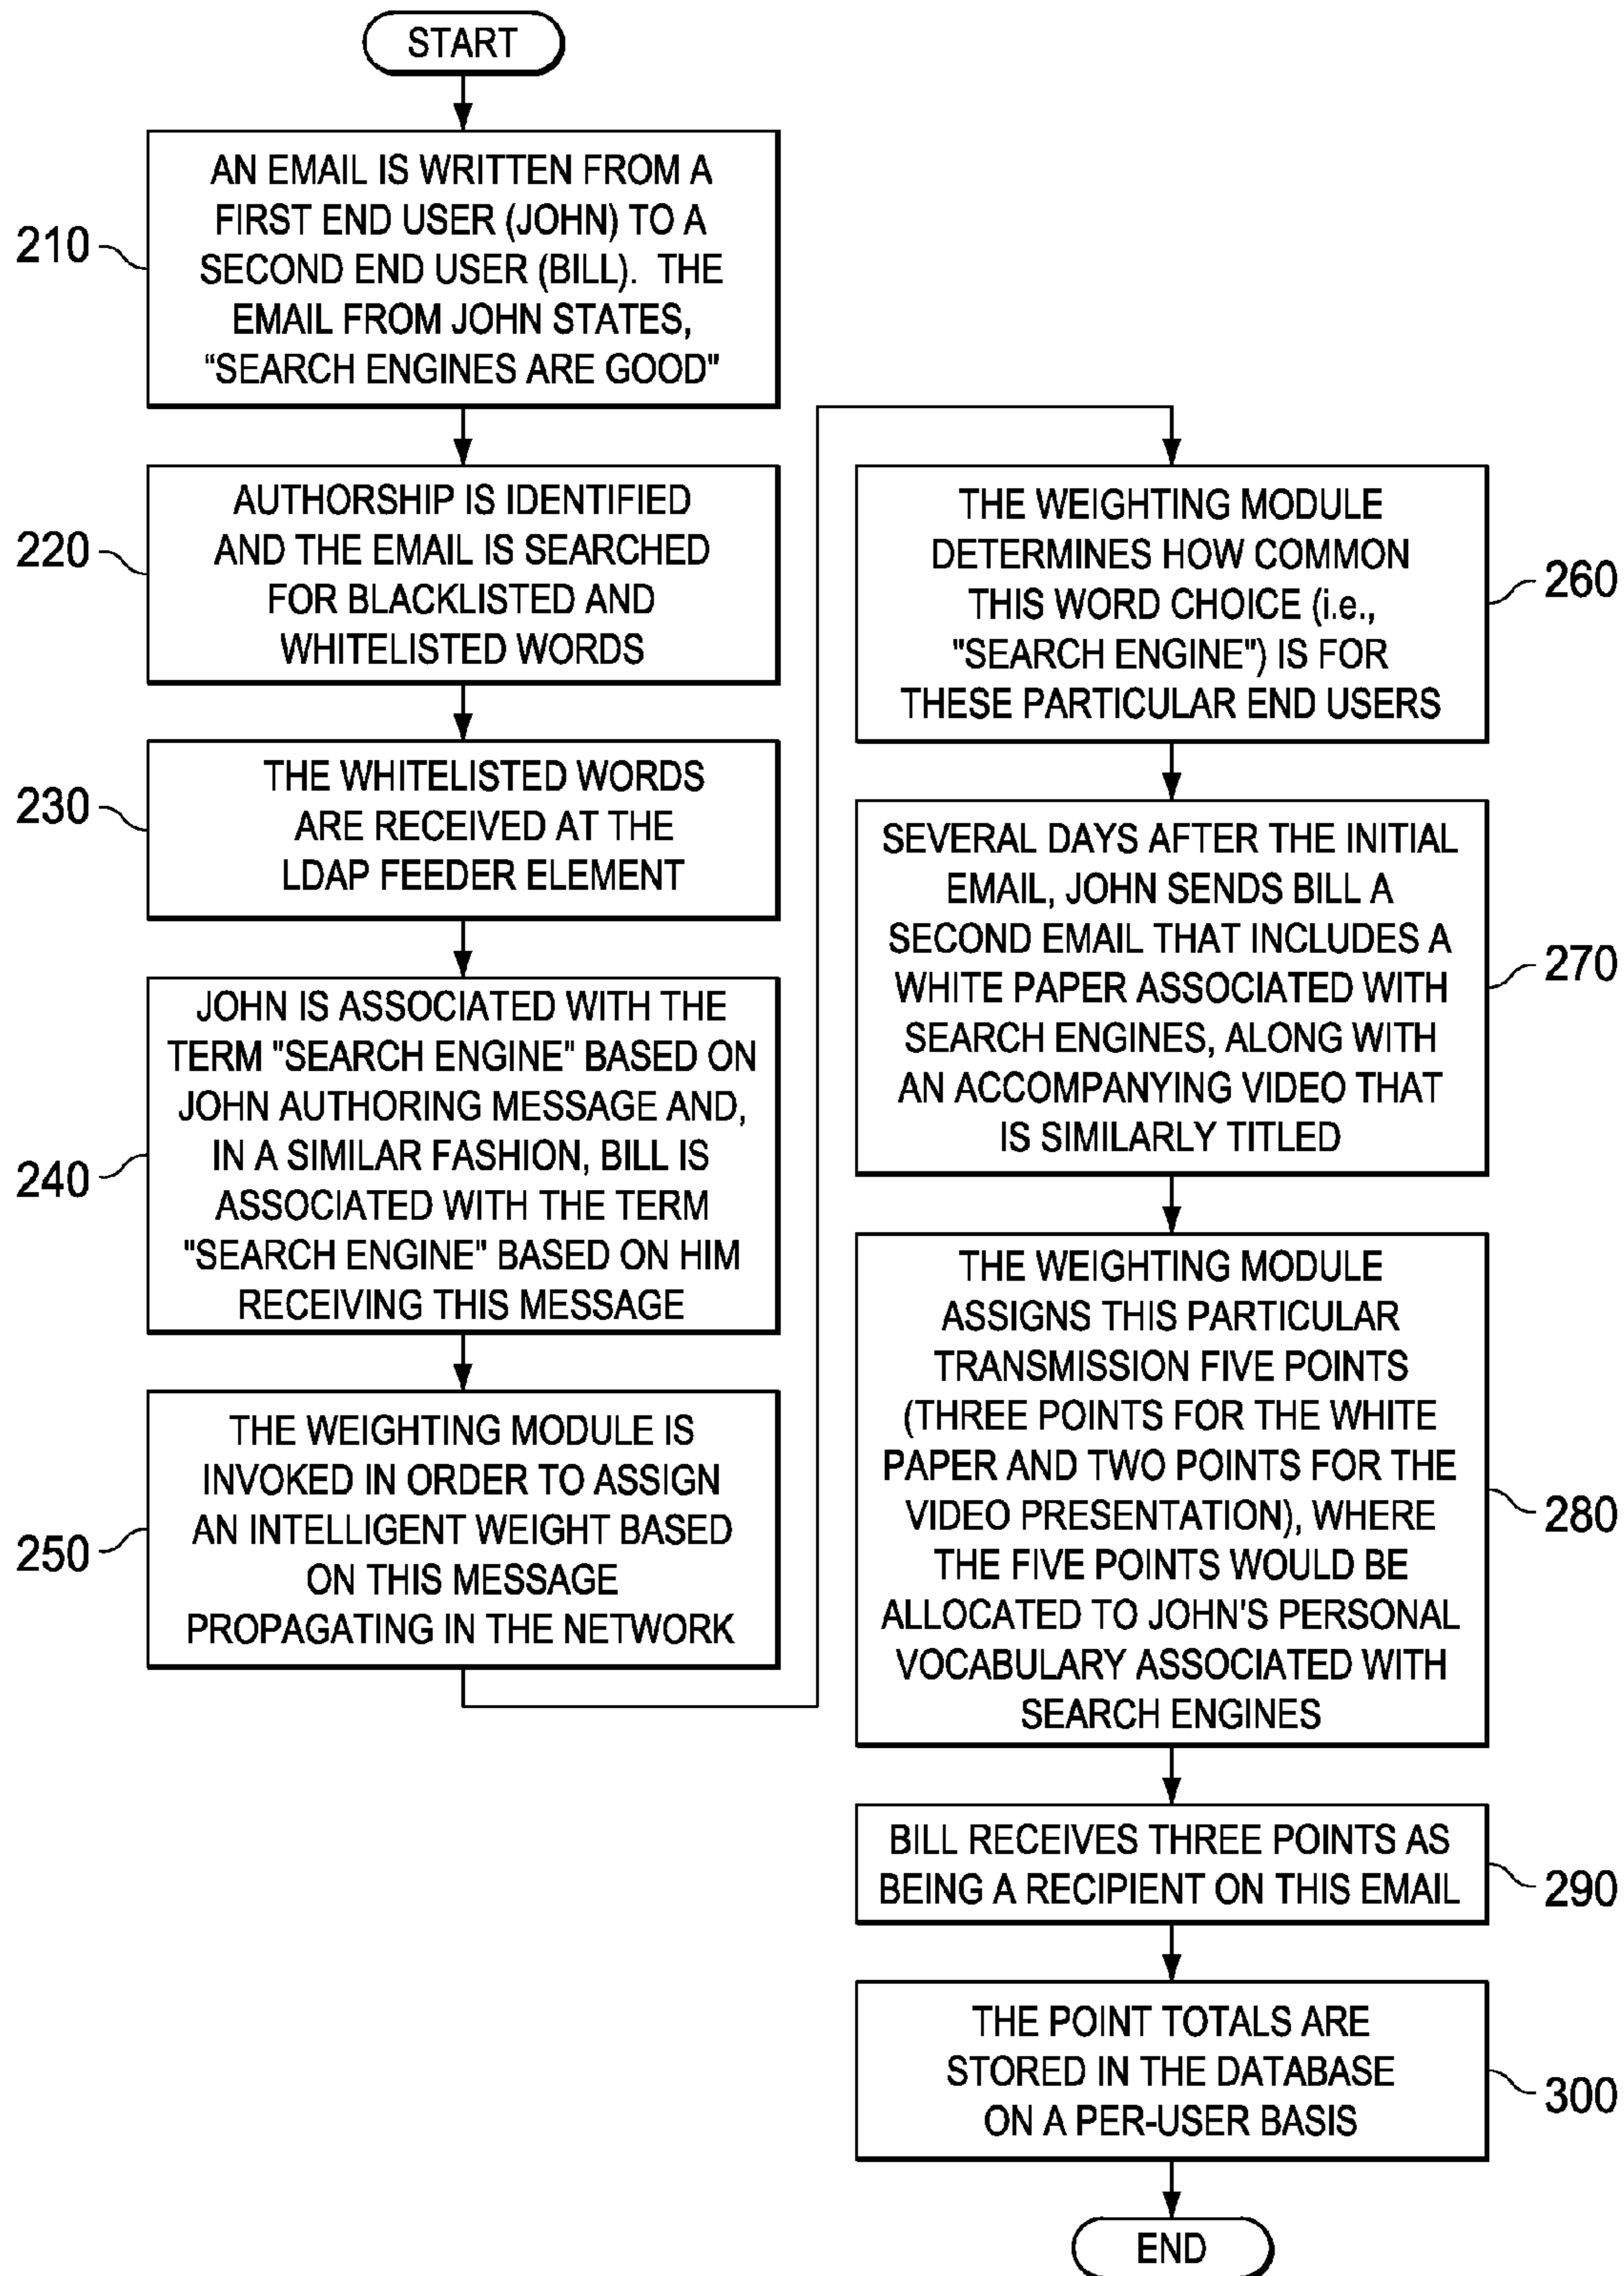 START
210
AN EMAIL IS WRITTEN FROM A
FIRST END USER (JOHN) TO A
SECOND END USER (BILL). THE
EMAIL FROM JOHN STATES,
“SEARCH ENGINES ARE GOOD"
220
AUTHORSHIP IS IDENTIFIED
AND THE EMAIL IS SEARCHED
FOR BLACKLISTED AND
WHITELISTED WORDS
230
THE WHITELISTED WORDS
ARE RECEIVED AT THE
LDAP FEEDER ELEMENT
240
JOHN IS ASSOCIATED WITH THE
TERM "SEARCH ENGINE" BASED ON
JOHN AUTHORING MESSAGE AND,
IN A SIMILAR FASHION, BILL IS
ASSOCIATED WITH THE TERM
"SEARCH ENGINE" BASED ON HIM
RECEIVING THIS MESSAGE
250
THE WEIGHTING MODULE IS
INVOKED IN ORDER TO ASSIGN
AN INTELLIGENT WEIGHT BASED
ON THIS MESSAGE
PROPAGATING IN THE NETWORK
THE WEIGHTING MODULE
DETERMINES HOW COMMON
THIS WORD CHOICE (i.e.,
"SEARCH ENGINE") IS FOR
THESE PARTICULAR END USERS
260
SEVERAL DAYS AFTER THE INITIAL
EMAIL, JOHN SENDS BILL A
SECOND EMAIL THAT INCLUDES A
WHITE PAPER ASSOCIATED WITH
SEARCH ENGINES, ALONG WITH
AN ACCOMPANYING VIDEO THAT
IS SIMILARLY TITLED
270
THE WEIGHTING MODULE
ASSIGNS THIS PARTICULAR
TRANSMISSION FIVE POINTS
(THREE POINTS FOR THE WHITE
PAPER AND TWO POINTS FOR THE
VIDEO PRESENTATION), WHERE
THE FIVE POINTS WOULD BE
ALLOCATED TO JOHN'S PERSONAL
VOCABULARY ASSOCIATED WITH
SEARCH ENGINES
280
BILL RECEIVES THREE POINTS AS
BEING A RECIPIENT ON THIS EMAIL
290
THE POINT TOTALS ARE
STORED IN THE DATABASE
ON A PER-USER BASIS
300
END